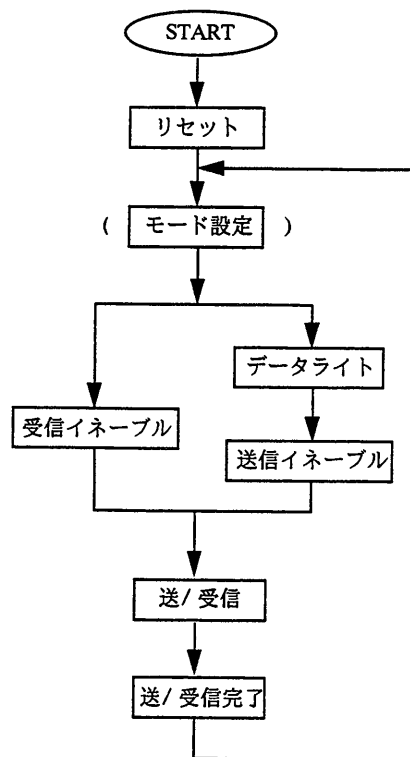 START
リセット
( モード設定 )
データライト
受信イネーブル
送信イネーブル
送/ 受信
送/ 受信完了